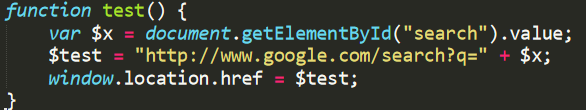 function test() {
    var $x = document.getElementById("search").value;
    $test = "http://www.google.com/search?q=" + $x;
    window.location.href = $test;
}